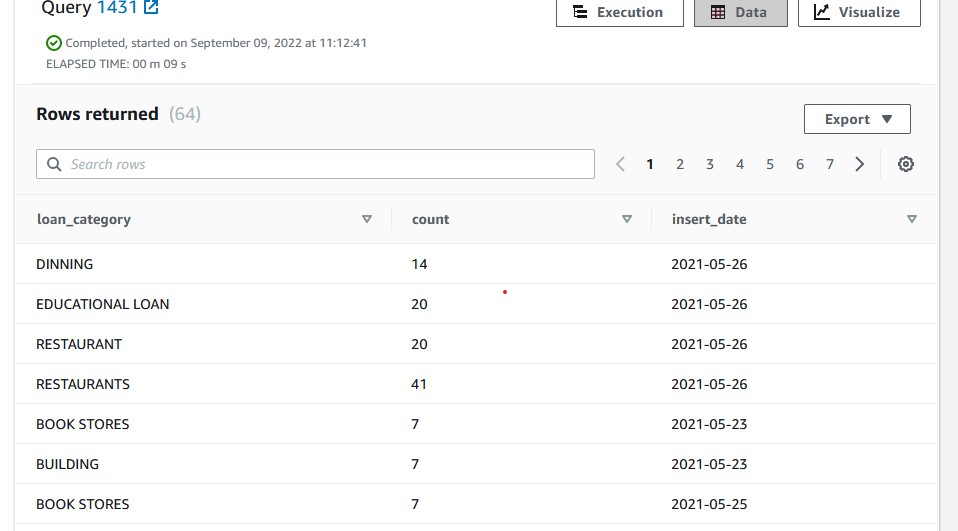 Query 1431
Execution Data Visualize
Completed, started on September 09, 2022 at 11:12:41
ELAPSED TIME: 00 m 09 s
Rows returned (64)
Export
Search rows
1 2 3 4 5 6 7
loan_category count insert_date
DINNING 14 2021-05-26
EDUCATIONAL LOAN 20 2021-05-26
RESTAURANT 20 2021-05-26
RESTAURANTS 41 2021-05-26
BOOK STORES 7 2021-05-23
BUILDING 7 2021-05-23
BOOK STORES 7 2021-05-25